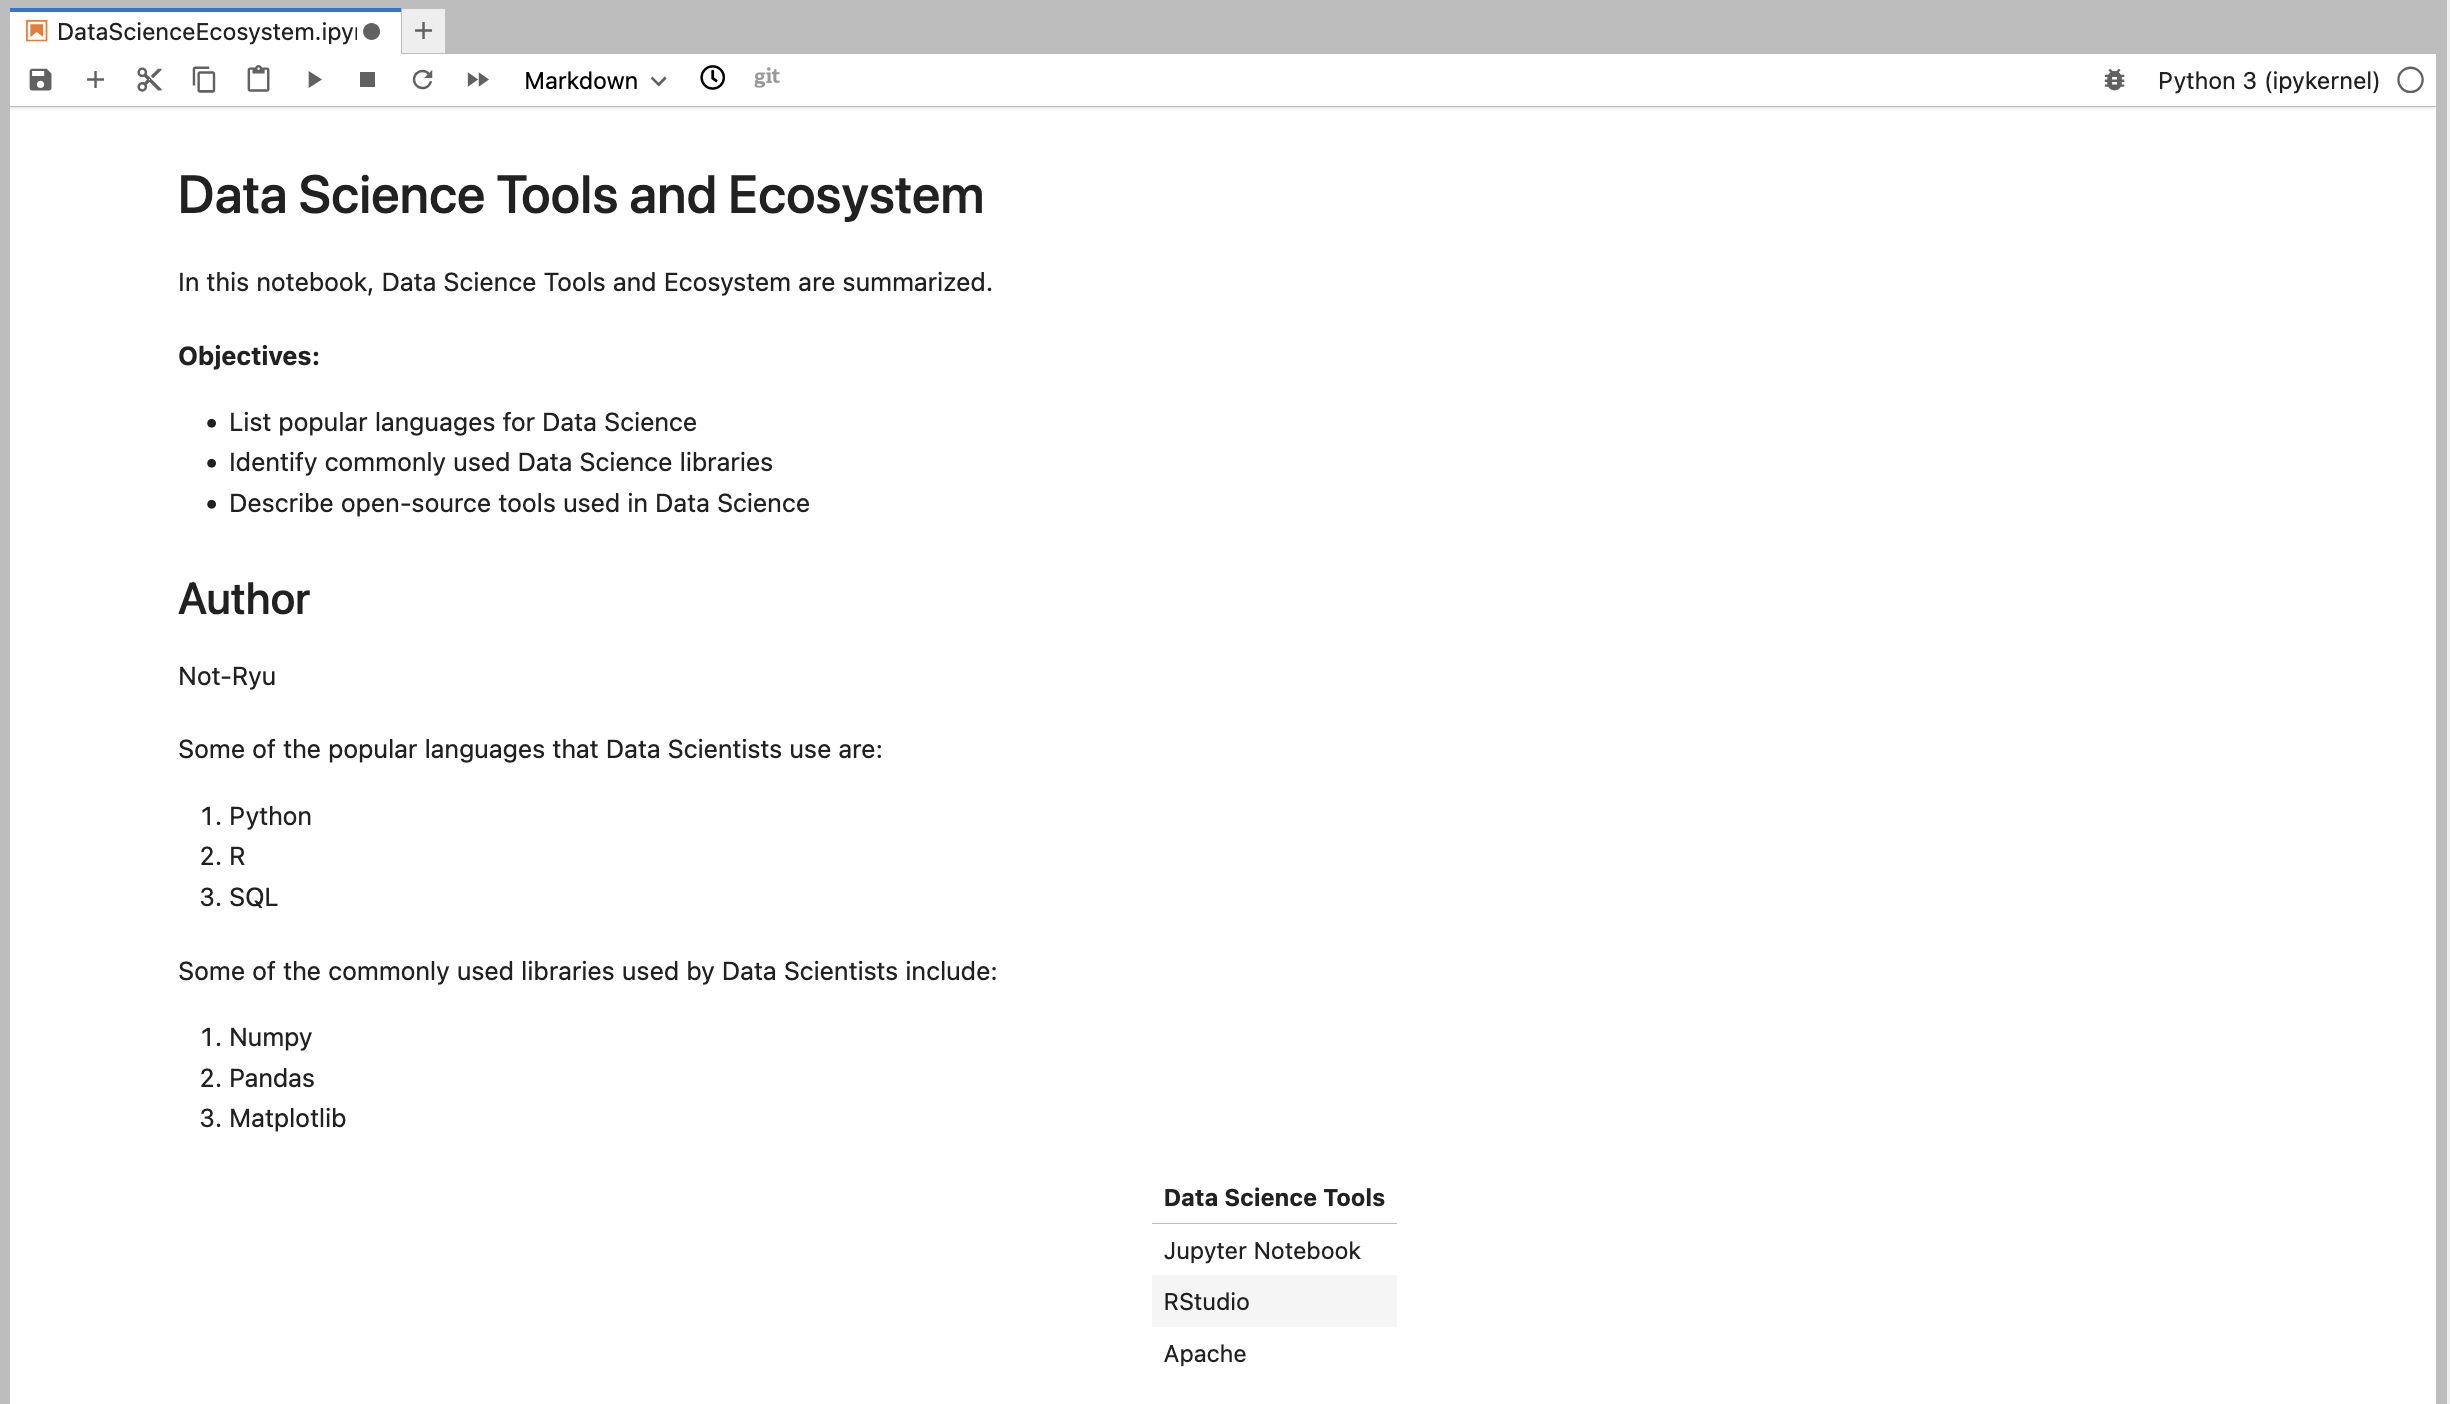 DataScienceEcosystem.ipyn
Markdown
git
Python 3 (ipykernel)
Data Science Tools and Ecosystem
In this notebook, Data Science Tools and Ecosystem are summarized.
Objectives:
• List popular languages for Data Science
• Identify commonly used Data Science libraries
• Describe open-source tools used in Data Science
Author
Not-Ryu
Some of the popular languages that Data Scientists use are:
1. Python
2. R
3. SQL
Some of the commonly used libraries used by Data Scientists include:
1. Numpy
2. Pandas
3. Matplotlib
Data Science Tools
Jupyter Notebook
RStudio
Apache